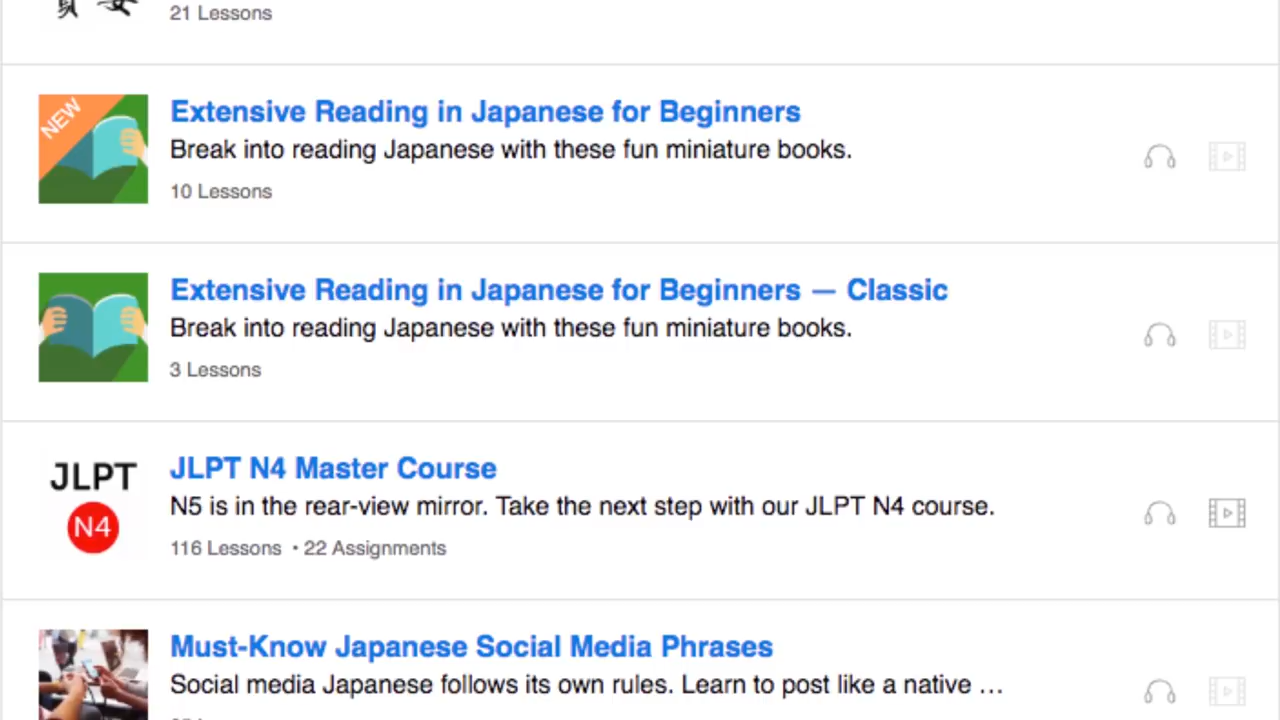 21 Lessons
NEW
Extensive Reading in Japanese for Beginners
Break into reading Japanese with these fun miniature books.
10 Lessons
Extensive Reading in Japanese for Beginners — Classic
Break into reading Japanese with these fun miniature books.
3 Lessons
JLPT
N4
JLPT N4 Master Course
N5 is in the rear-view mirror. Take the next step with our JLPT N4 course.
116 Lessons • 22 Assignments
Must-Know Japanese Social Media Phrases
Social media Japanese follows its own rules. Learn to post like a native …